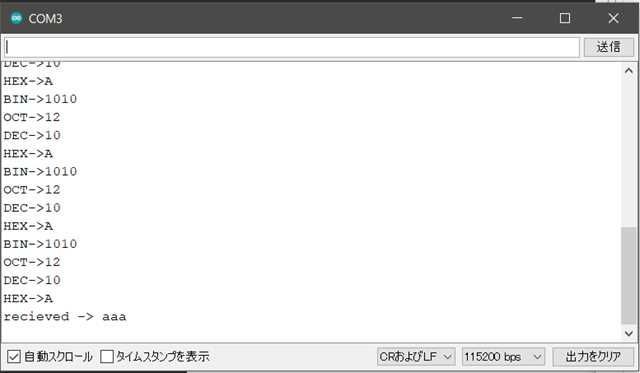 COM3
送信
DEC->10
HEX->A
BIN->1010
OCT->12
DEC->10
HEX->A
BIN->1010
OCT->12
DEC->10
HEX->A
BIN->1010
OCT->12
DEC->10
HEX->A
recieved -> aaa
自動スクロール タイムスタンプを表示 CRおよびLF 115200 bps 出力をクリア